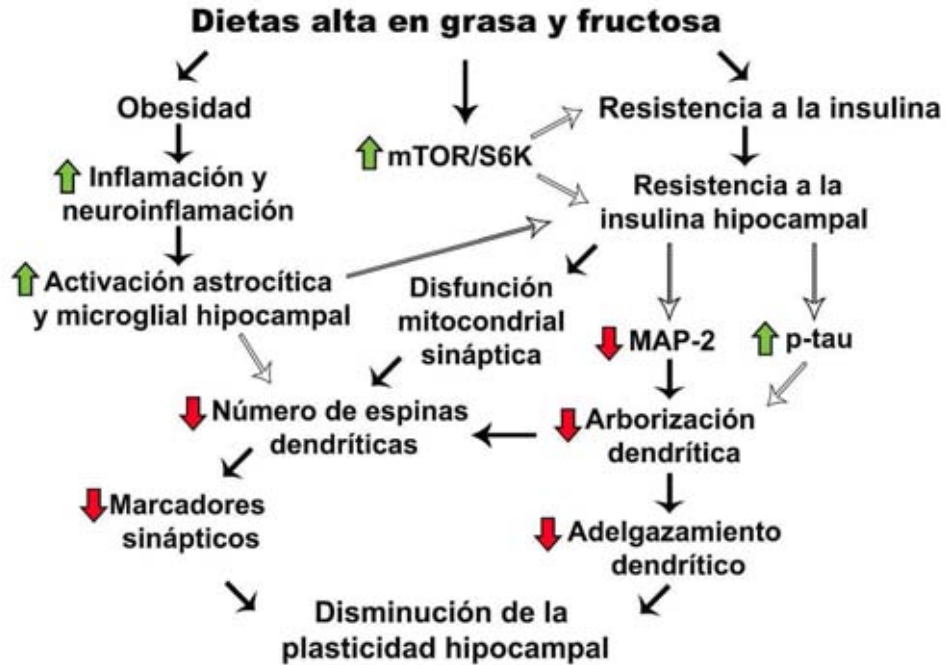 Dietas alta en grasa y fructosa
Obesidad
Resistencia a la insulina
mTOR/S6K
Inflamación y
neuroinflamación
Resistencia a la
insulina hipocampal
Activación astrocítica
y microglial hipocampal
Disfunción
mitocondrial
sináptica
MAP-2
p-tau
Número de espinas
dendríticas
Arborización
dendrítica
Marcadores
sinápticos
Adelgazamiento
dendrítico
Disminución de la
plasticidad hipocampal